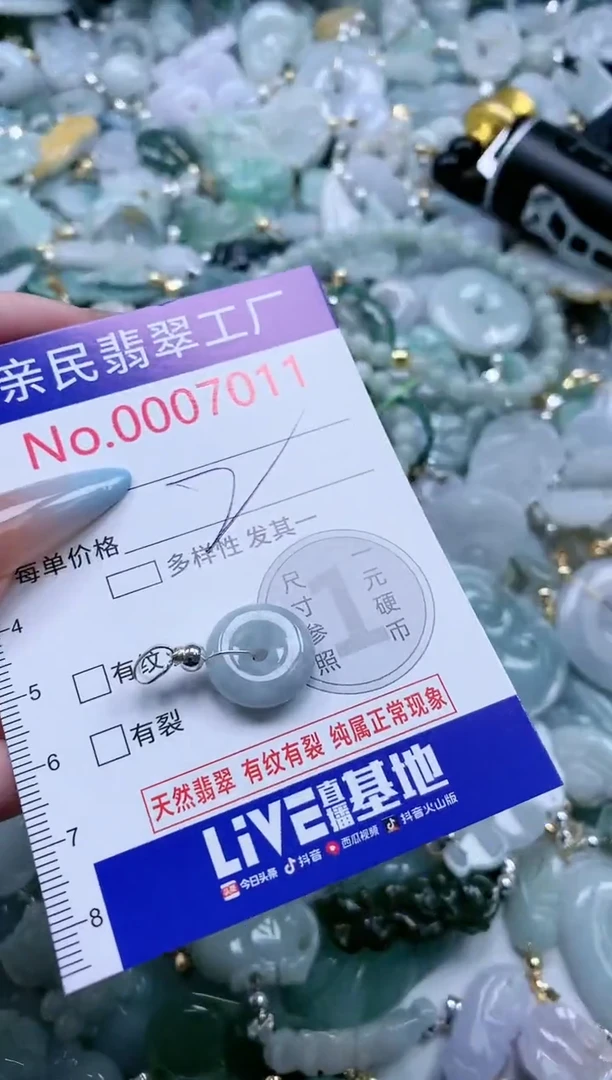 亲民翡翠工厂
No.0007011
每单价格
多样性 发其一
一元硬币
尺寸参照
1
4
有纹
5
有裂
6
天然翡翠 有纹有裂 纯属正常现象
7
LiVE直播基地
今日头条 抖音 西瓜视频 抖音火山版
8